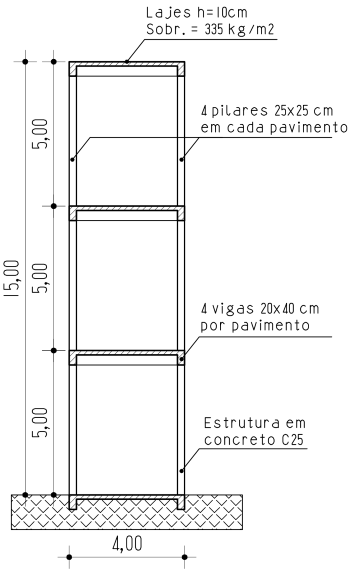 Lajes h=10cm
Sobr. = 335 kg/m2
4 pilares 25x25 cm
em cada pavimento
5,00
15,00
5,00
4 vigas 20x40 cm
por pavimento
5,00
Estrutura em
concreto C25
4,00